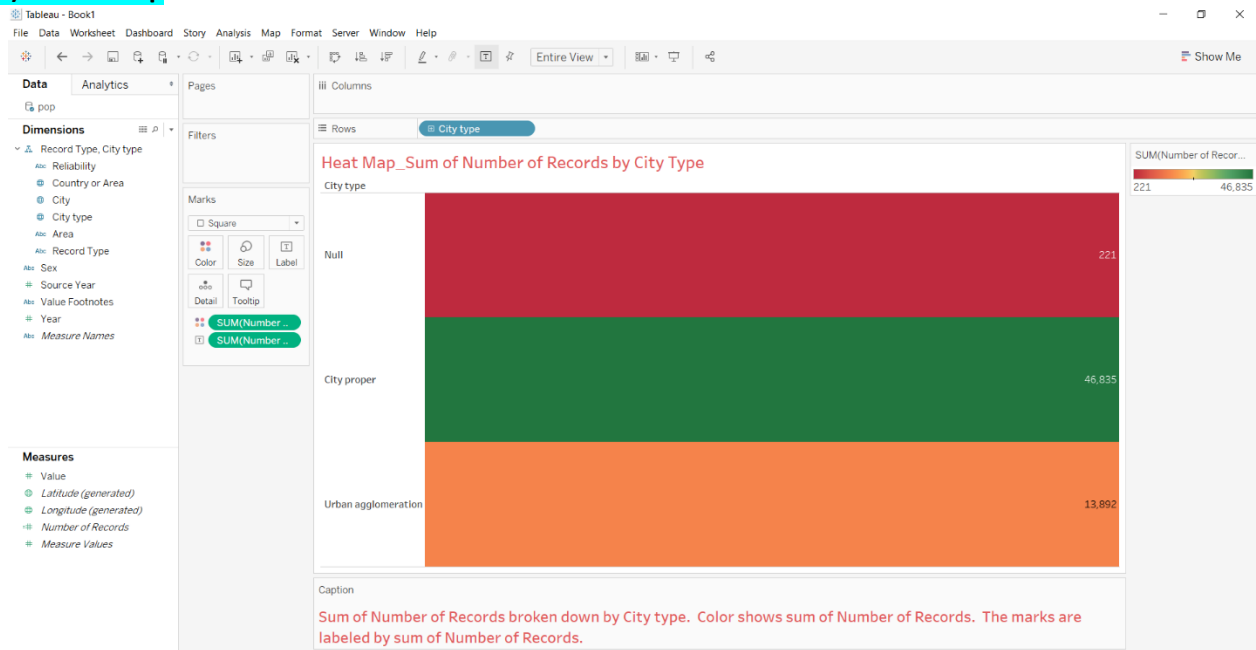 Tableau - Book1
File Data Worksheet Dashboard Story Analysis Map Format Server Window Help
Entire View
Show Me
Data Analytics
pop
Dimensions
Record Type, City type
Abc Reliability
Country or Area
City
City type
Abc Area
Abc Record Type
Abc Sex
# Source Year
Abc Value Footnotes
# Year
Abc Measure Names
Measures
# Value
Latitude (generated)
Longitude (generated)
=# Number of Records
# Measure Values
Pages
Filters
Marks
Square
Color Size Label
Detail Tooltip
SUM(Number ..
SUM(Number ..
iii Columns
Rows City type
Heat Map_Sum of Number of Records by City Type
City type
Null 221
City proper 46,835
Urban agglomeration 13,892
SUM(Number of Recor...
221 46,835
Caption
Sum of Number of Records broken down by City type. Color shows sum of Number of Records. The marks are
labeled by sum of Number of Records.